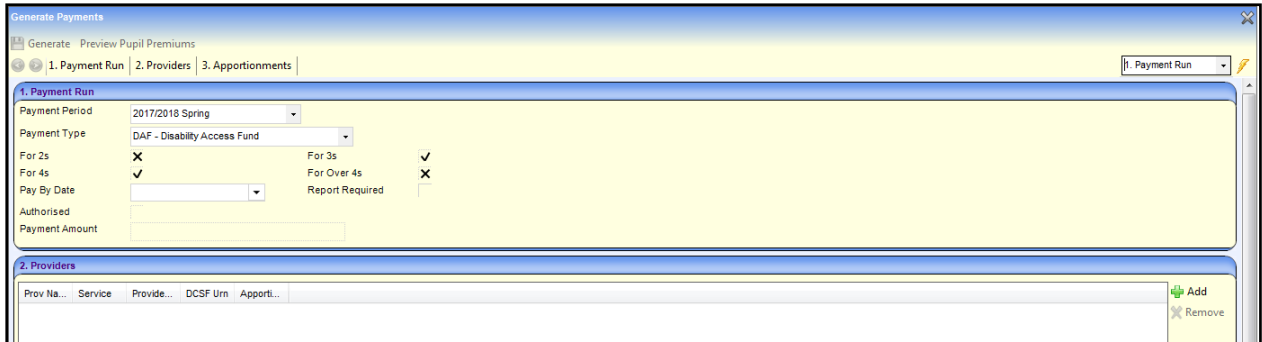 Generate Payments
Generate Preview Pupil Premiums
1. Payment Run 2. Providers 3. Apportionments 1. Payment Run
1. Payment Run
Payment Period 2017/2018 Spring
Payment Type DAF - Disability Access Fund
For 2s For 3s
For 4s For Over 4s
Pay By Date Report Required
Authorised
Payment Amount
2. Providers
Prov Na... Service Provide... DCSF Urn Apporti... Add
Remove